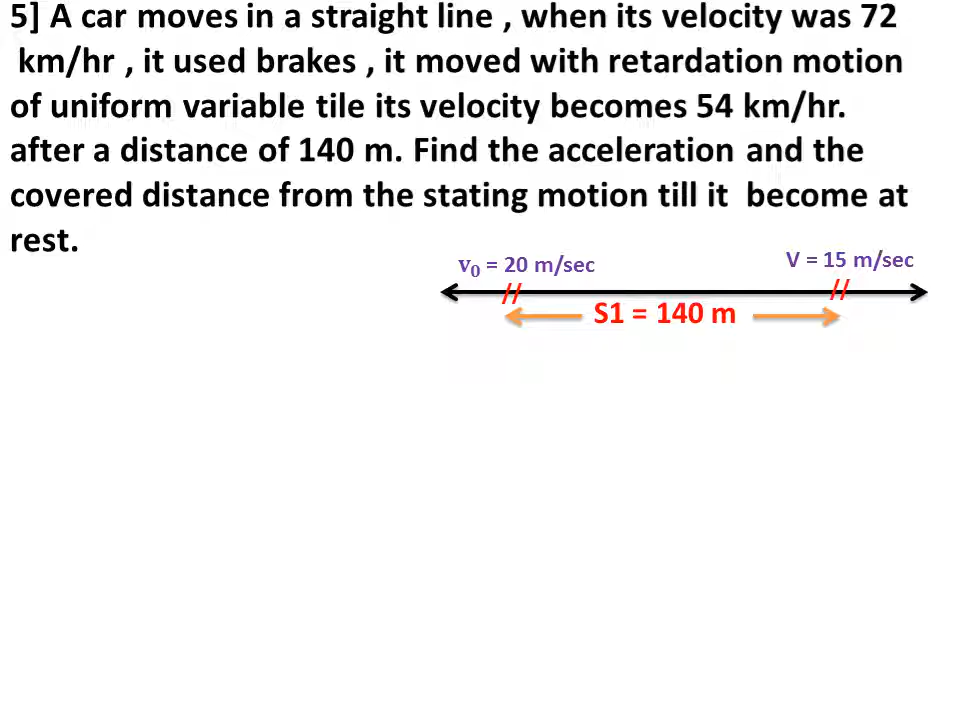 5] A car moves in a straight line , when its velocity was 72
km/hr , it used brakes , it moved with retardation motion
of uniform variable tile its velocity becomes 54 km/hr.
after a distance of 140 m. Find the acceleration and the
covered distance from the stating motion till it  become at
rest.
v₀ = 20 m/sec
V = 15 m/sec
//
//
S1 = 140 m